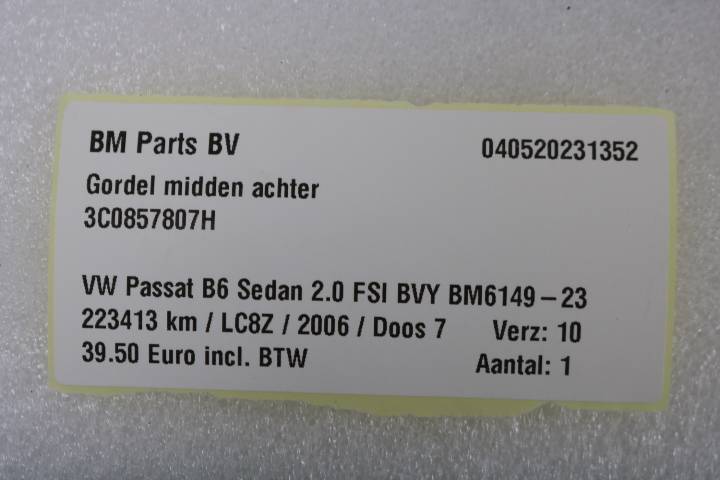 BM Parts BV 040520231352
Gordel midden achter
3C0857807H
VW Passat B6 Sedan 2.0 FSI BVY BM6149-23
223413 km / LC8Z / 2006 / Doos 7 Verz: 10
39.50 Euro incl. BTW Aantal: 1